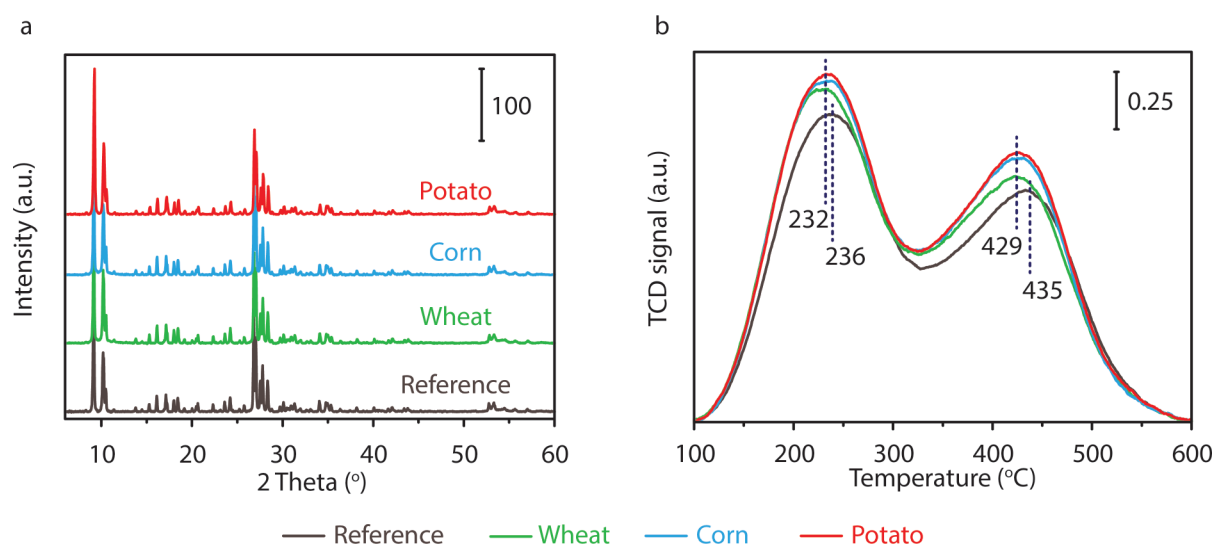 a
Intensity (a.u.)
100
Potato
Corn
Wheat
Reference
10 20 30 40 50 60
2 Theta (º)
b
TCD signal (a.u.)
0.25
232
236
429
435
100 200 300 400 500 600
Temperature (ºC)
Reference Wheat Corn Potato